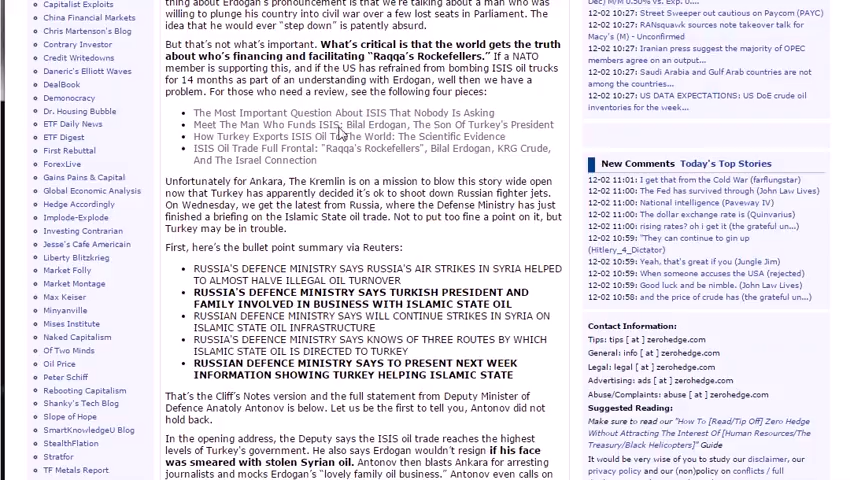 Capitalist Exploits
China Financial Markets
Chris Martenson's Blog
Contrary Investor
Credit Writedowns
Daneric's Elliott Waves
DealBook
Demonocracy
Dr. Housing Bubble
ETF Daily News
ETF Digest
First Rebuttal
ForexLive
Gains Pains & Capital
Global Economic Analysis
Hedge Accordingly
Implode-Explode
Investing Contrarian
Jesse's Cafe Americain
Liberty Blitzkrieg
Market Folly
Market Montage
Max Keiser
Minyanville
Mises Institute
Naked Capitalism
Of Two Minds
Oil Price
Peter Schiff
Rebooting Capitalism
Shanky's Tech Blog
Slope of Hope
SmartKnowledgeU Blog
StealthFlation
Stratfor
TF Metals Report
thing about Erdogan's pronouncement is that we're talking about a man who was
willing to plunge his country into civil war over a few lost seats in Parliament. The
idea that he would ever "step down" is patently absurd.
But that's not what's important. What's critical is that the world gets the truth
about who's financing and facilitating "Raqqa's Rockefellers." If a NATO
member is supporting this, and if the US has refrained from bombing ISIS oil trucks
for 14 months as part of an understanding with Erdogan, well then we have a
problem. For those who need a review, see the following four pieces:
The Most Important Question About ISIS That Nobody Is Asking
Meet The Man Who Funds ISIS: Bilal Erdogan, The Son Of Turkey's President
How Turkey Exports ISIS Oil To The World: The Scientific Evidence
ISIS Oil Trade Full Frontal: "Raqqa's Rockefellers", Bilal Erdogan, KRG Crude,
And The Israel Connection
Unfortunately for Ankara, The Kremlin is on a mission to blow this story wide open
now that Turkey has apparently decided it's ok to shoot down Russian fighter jets.
On Wednesday, we get the latest from Russia, where the Defense Ministry has just
finished a briefing on the Islamic State oil trade. Not to put too fine a point on it, but
Turkey may be in trouble.
First, here's the bullet point summary via Reuters:
RUSSIA'S DEFENCE MINISTRY SAYS RUSSIA'S AIR STRIKES IN SYRIA HELPED
TO ALMOST HALVE ILLEGAL OIL TURNOVER
RUSSIA'S DEFENCE MINISTRY SAYS TURKISH PRESIDENT AND
FAMILY INVOLVED IN BUSINESS WITH ISLAMIC STATE OIL
RUSSIAN DEFENCE MINISTRY SAYS WILL CONTINUE STRIKES IN SYRIA ON
ISLAMIC STATE OIL INFRASTRUCTURE
RUSSIA'S DEFENCE MINISTRY SAYS KNOWS OF THREE ROUTES BY WHICH
ISLAMIC STATE OIL IS DIRECTED TO TURKEY
RUSSIAN DEFENCE MINISTRY SAYS TO PRESENT NEXT WEEK
INFORMATION SHOWING TURKEY HELPING ISLAMIC STATE
That's the Cliff's Notes version and the full statement from Deputy Minister of
Defence Anatoly Antonov is below. Let us be the first to tell you, Antonov did not
hold back.
In the opening address, the Deputy says the ISIS oil trade reaches the highest
levels of Turkey's government. He also says Erdogan wouldn't resign if his face
was smeared with stolen Syrian oil. Antonov then blasts Ankara for arresting
journalists and mocks Erdogan's "lovely family oil business." Antonov even calls on
Dec) M/M 0.5% vs. Exp. 0...
12-02 10:27: Street Sweeper out cautious on Paycom (PAYC)
12-02 10:27: RANsquawk sources note takeover talk for
Macy's (M) - Unconfirmed
12-02 10:27: Iranian press suggest the majority of OPEC
members agree on output...
12-02 10:27: Saudi Arabia and Gulf Arab countries are not
among the countries...
12-02 10:27: US DATA EXPECTATIONS: US DoE crude oil
inventories for the week...
New Comments Today's Top Stories
12-02 11:01: I get that from the Cold War (farflungstar)
12-02 11:00: The Fed has survived through (John Law Lives)
12-02 11:00: National intelligence (Paveway IV)
12-02 11:00: The dollar exchange rate is (Quinvarius)
12-02 11:00: rising rates? oh i get it (the grateful un...)
12-02 10:59: "They can continue to gin up
(Hitlery_4_Dictator)
12-02 10:59: Yeah, that's great if you (Jungle Jim)
12-02 10:59: When someone accuses the USA (rejected)
12-02 10:59: Good luck and be nimble. (John Law Lives)
12-02 10:58: and the price of crude has (the grateful un...)
Contact Information:
Tips: tips [ at ] zerohedge.com
General: info [ at ] zerohedge.com
Legal: legal [ at ] zerohedge.com
Advertising: ads [ at ] zerohedge.com
Abuse/Complaints: abuse [ at ] zerohedge.com
Suggested Reading:
Make sure to read our "How To [Read/Tip Off] Zero Hedge
Without Attracting The Interest Of [Human Resources/The
Treasury/Black Helicopters]" Guide
It would be very wise of you to study our disclaimer, our
privacy policy and our (non)policy on conflicts / full